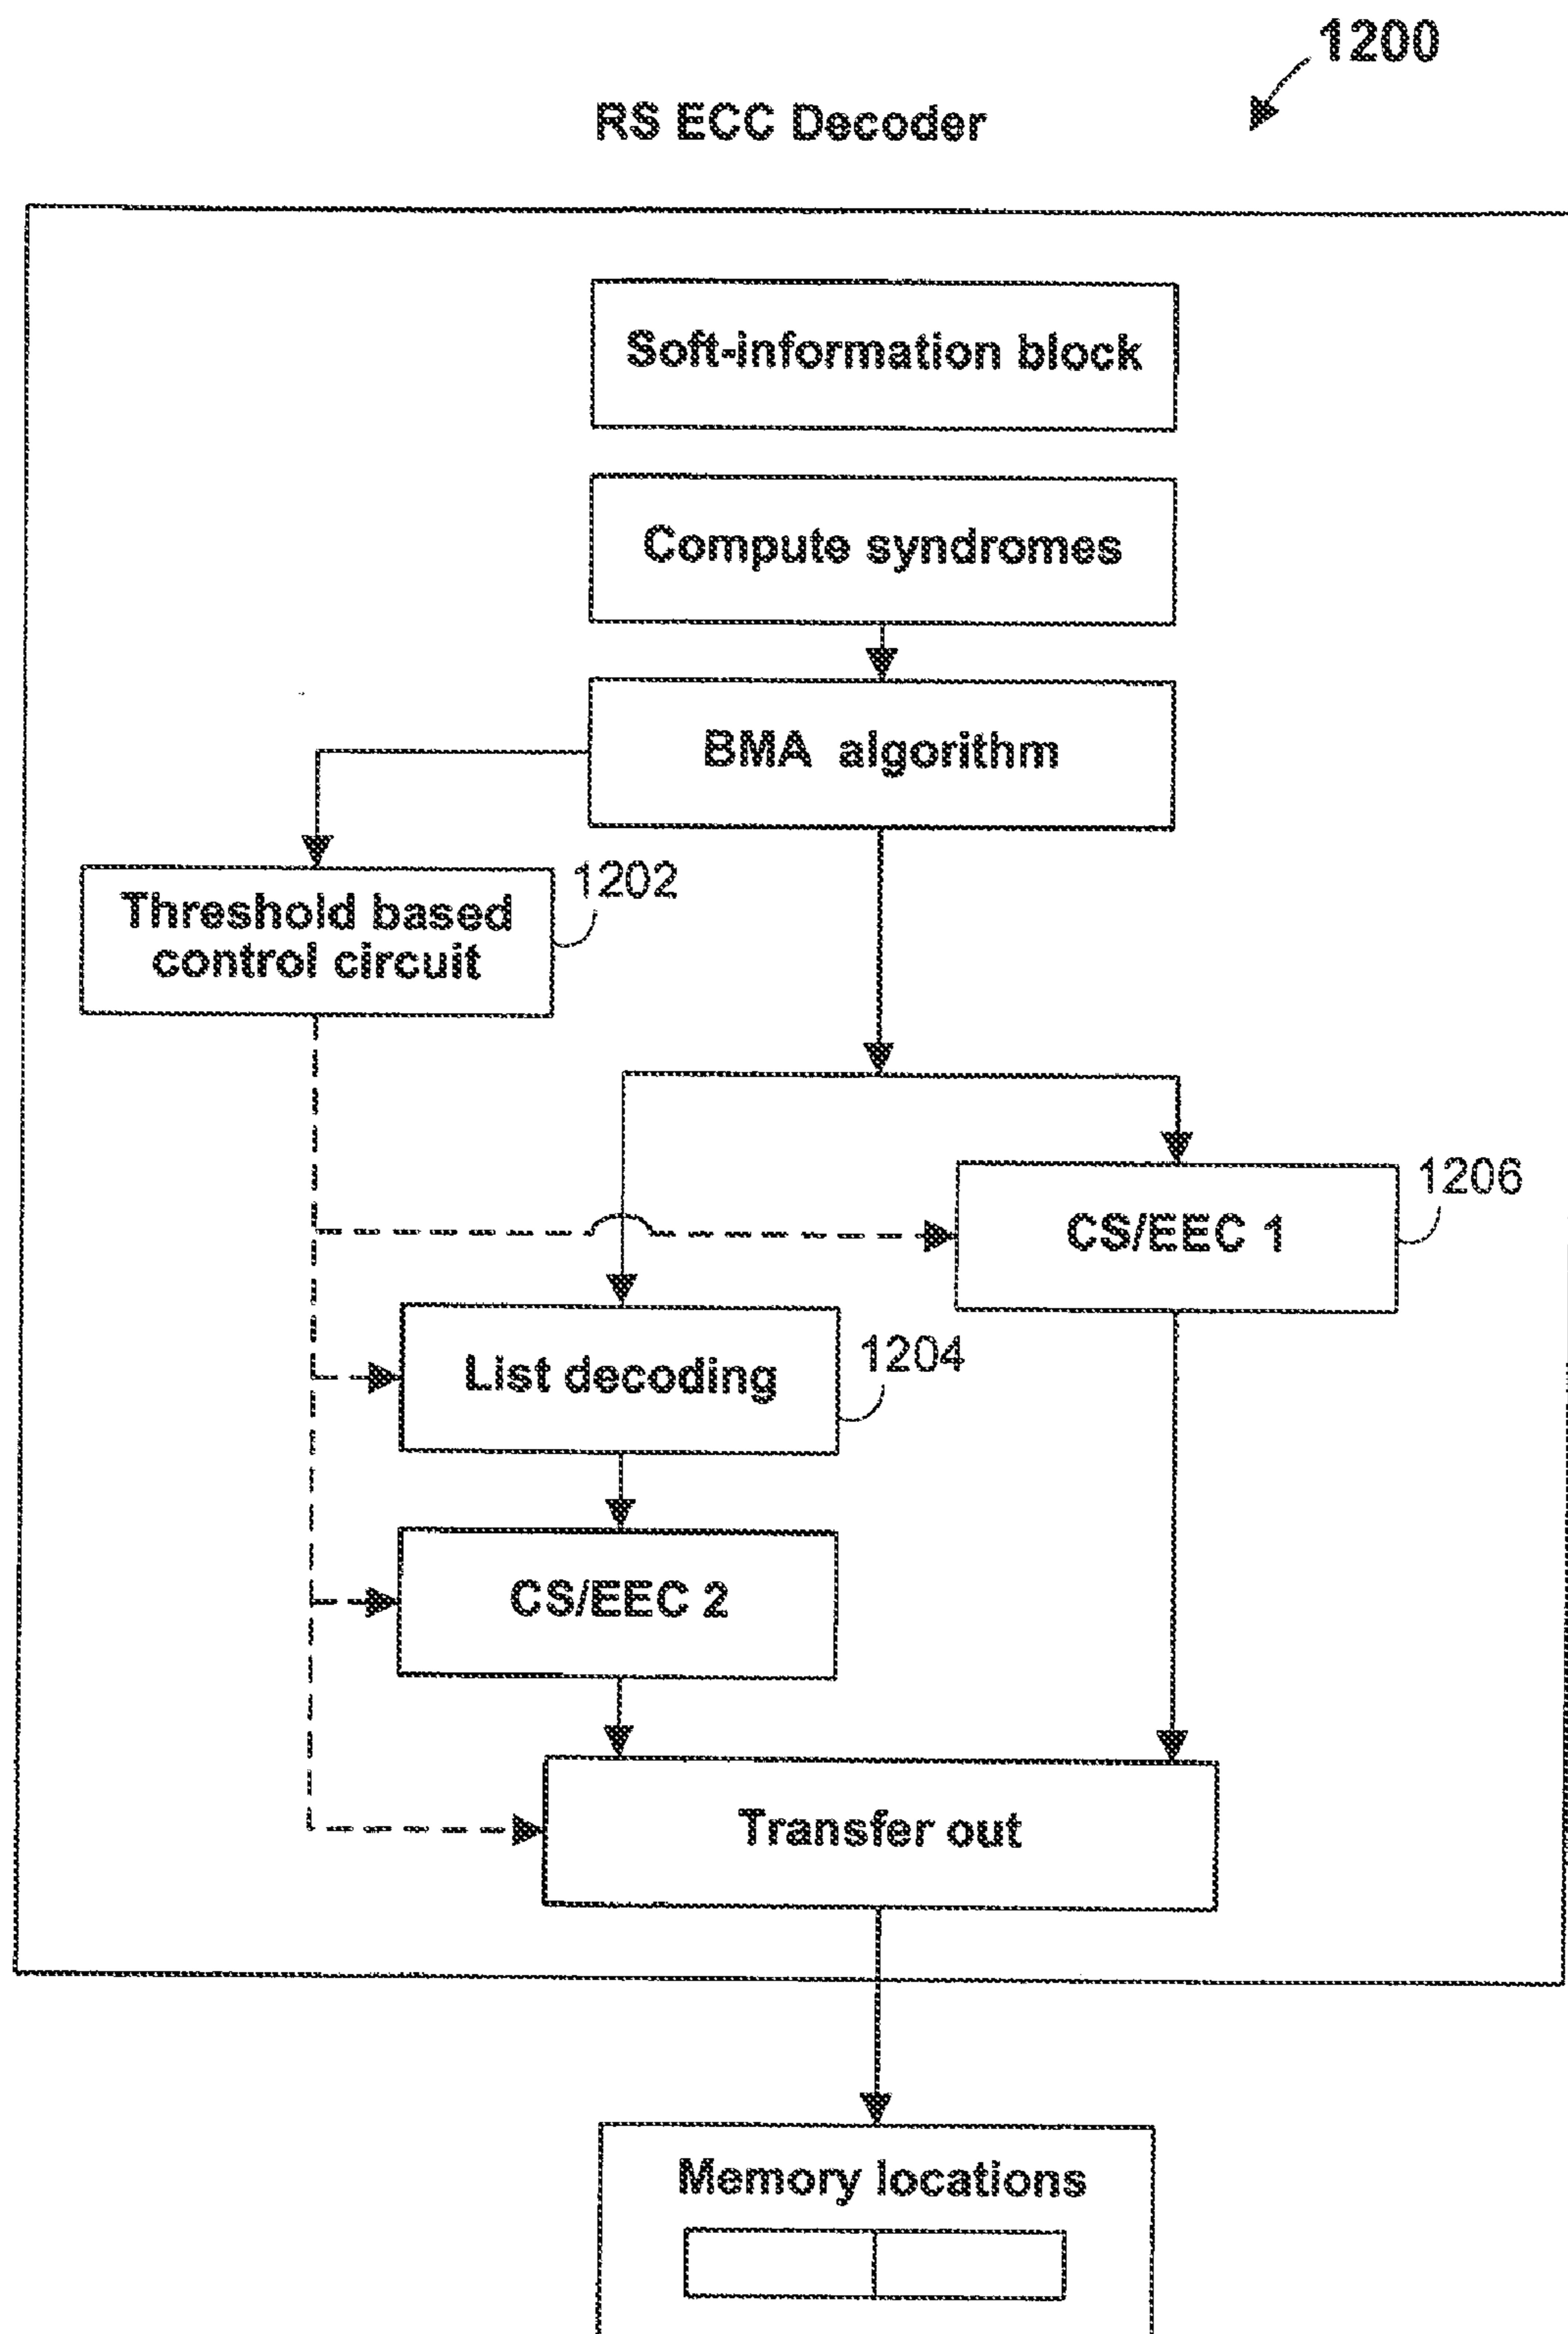 1200
RS ECC Decoder
Soft-information block
Compute syndromes
BMA algorithm
Threshold based
control circuit
1202
CS/EEC 1
1206
List decoding
1204
CS/EEC 2
Transfer out
Memory locations